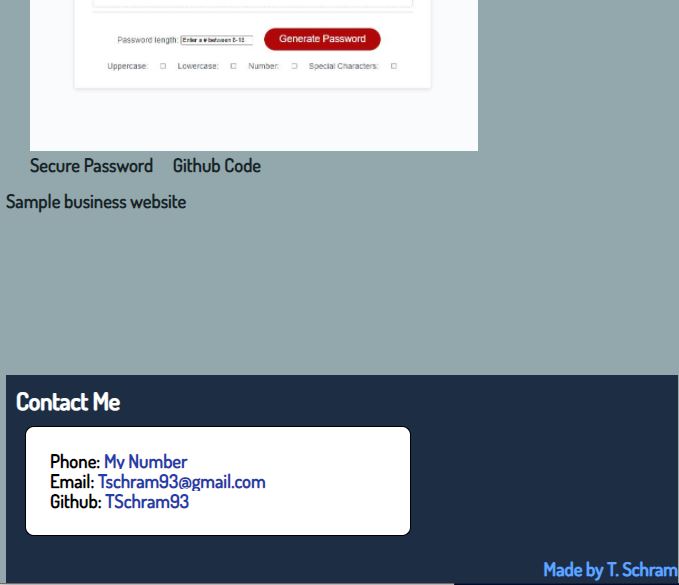 Password length: Enter a # between 8-18 Generate Password
Uppercase: Lowercase: Number: Special Characters:
Secure Password Github Code
Sample business website
Contact Me
Phone: My Number
Email: Tschram93@gmail.com
Github: TSchram93
Made by T. Schram